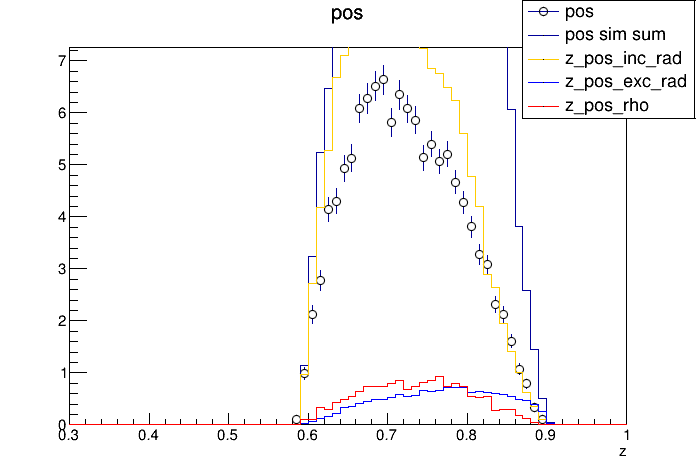 pos
pos
pos sim sum
z_pos_inc_rad
z_pos_exc_rad
z_pos_rho
7
6
5
4
3
2
1
0
0.3 0.4 0.5 0.6 0.7 0.8 0.9 1
z